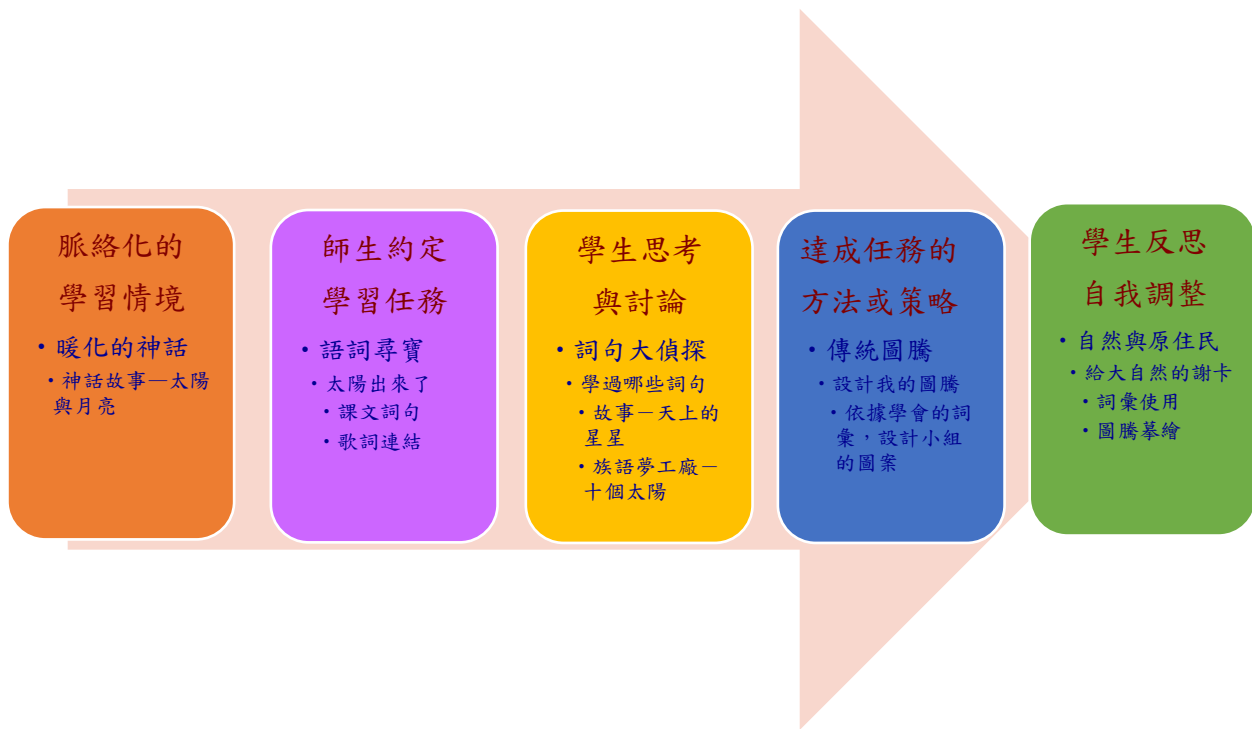 脈絡化的
學習情境
• 暖化的神話
• 神話故事—太陽
與月亮
師生約定
學習任務
• 語詞尋寶
• 太陽出來了
• 課文詞句
• 歌詞連結
學生思考
與討論
• 詞句大偵探
• 學過哪些詞句
• 故事—天上的
星星
• 族語夢工廠—
十個太陽
達成任務的
方法或策略
• 傳統圖騰
• 設計我的圖騰
• 依據學會的詞
彙，設計小組
的圖案
學生反思
自我調整
• 自然與原住民
• 給大自然的謝卡
• 詞彙使用
• 圖騰摹繪